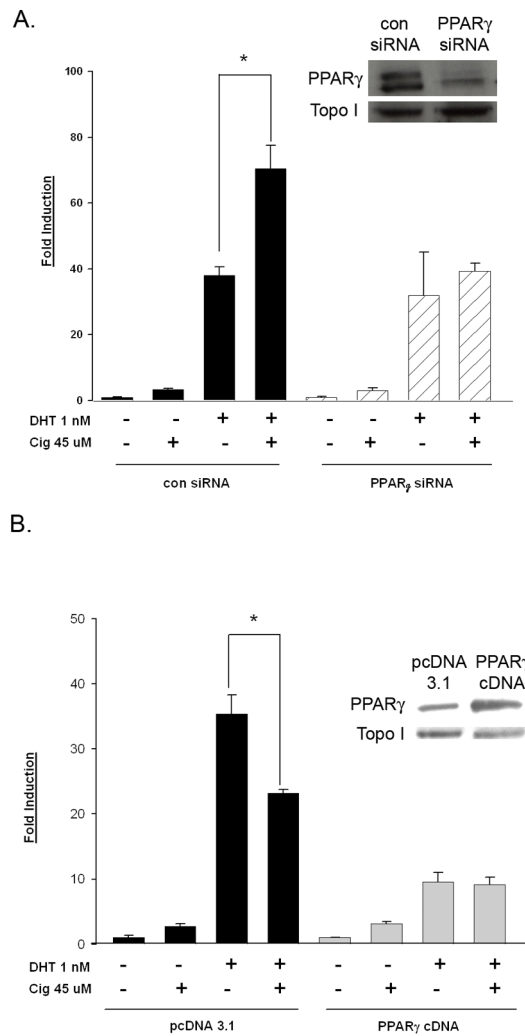 A.
con PPARγ
siRNA siRNA
PPARγ
Topo I
*
100
80
60
40
20
0
Fold Induction
DHT 1 nM - - + + - - + +
Cig 45 uM - + - + - + - +
con siRNA PPARγ siRNA
B.
pcDNA PPARγ
3.1 cDNA
PPARγ
Topo I
*
50
40
30
20
10
0
Fold Induction
DHT 1 nM - - + + - - + +
Cig 45 uM - + - + - + - +
pcDNA 3.1 PPARγ cDNA